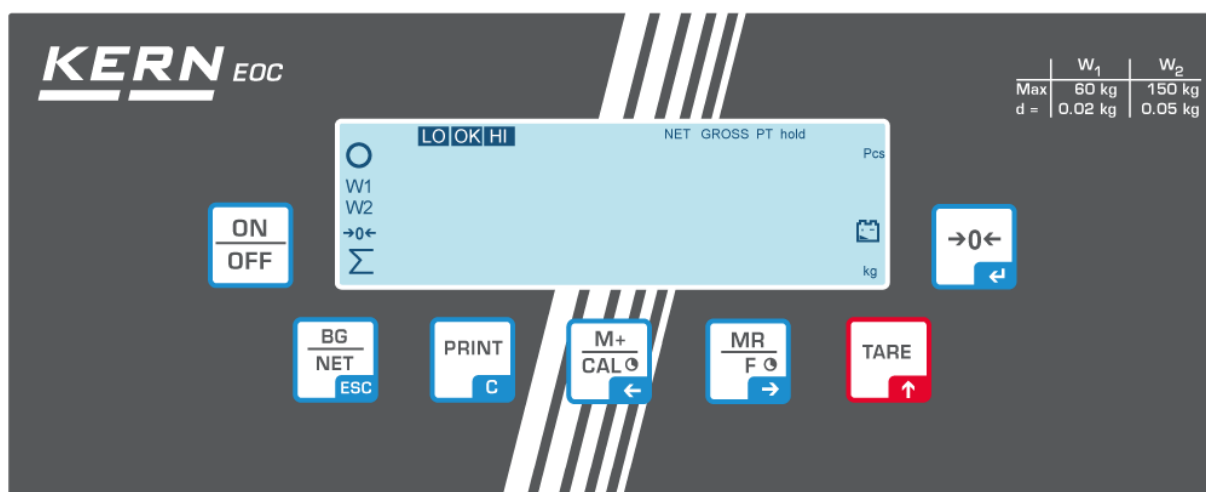 KERN EOC
W1 W2
Max 60 kg 150 kg
d = 0.02 kg 0.05 kg
LO OK HI NET GROSS PT hold
Pcs
W1
W2
→0←
Σ
kg
ON
OFF
→0←
BG
NET
ESC
PRINT
C
M+
CAL
←
MR
F
→
TARE
↑